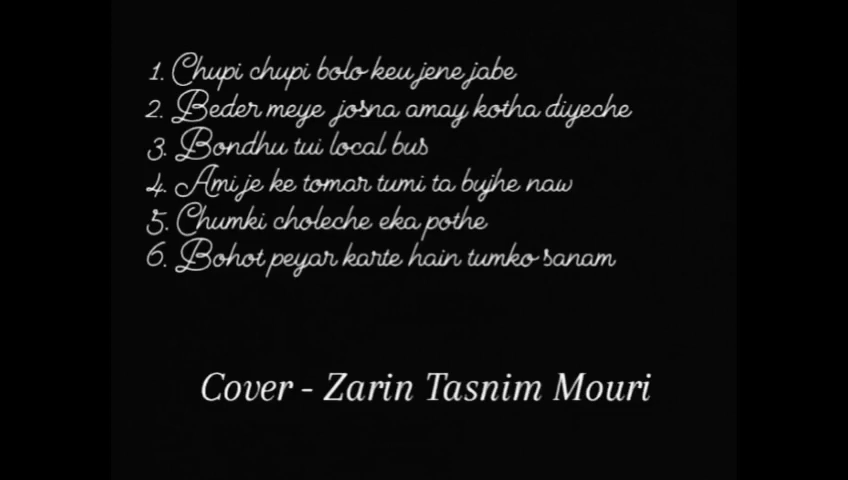 1. Chupi chupi bolo keu jene jabe
2. Beder meye josna amay kotha diyeche
3. Bondhu tui local bus
4. Ami je ke tomar tumi ta bujhe naw
5. Chumki choleche eka pothe
6. Bohot peyar karte hain tumko sanam
Cover - Zarin Tasnim Mouri